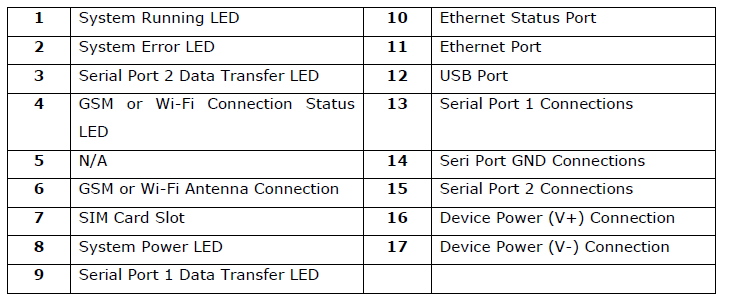 1 System Running LED 10 Ethernet Status Port
2 System Error LED 11 Ethernet Port
3 Serial Port 2 Data Transfer LED 12 USB Port
4 GSM or Wi-Fi Connection Status 13 Serial Port 1 Connections
LED
5 N/A 14 Seri Port GND Connections
6 GSM or Wi-Fi Antenna Connection 15 Serial Port 2 Connections
7 SIM Card Slot 16 Device Power (V+) Connection
8 System Power LED 17 Device Power (V-) Connection
9 Serial Port 1 Data Transfer LED